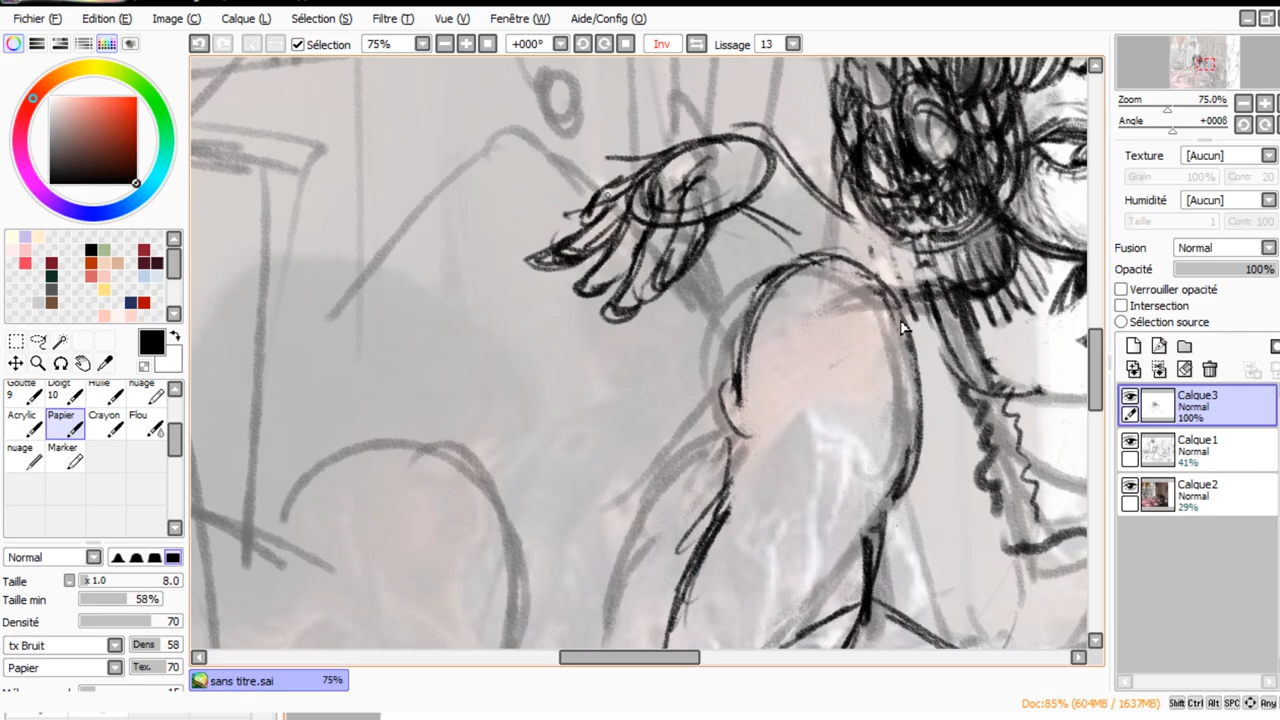 Fichier (F) Edition (E) Image (C) Calque (L) Sélection (S) Filtre (T) Vue (V) Fenêtre (W) Aide/Config (O)
Sélection 75% +000° Inv Lissage 13
Zoom 75.0%
Angle +000ß
Texture [Aucun]
Grain 100% Contr 20
Humidité [Aucun]
Taille 1 Contr 100
Fusion Normal
Opacité 100%
Verrouiller opacité
Intersection
Sélection source
Calque3
Normal
100%
Calque1
Normal
41%
Calque2
Normal
29%
Goutte Doigt Huile nuage
9 10
Acrylic Papier Crayon Flou
nuage Marker
Normal
Taille x 1.0 8.0
Taille min 58%
Densité 70
tx Bruit Dens 58
Papier Tex. 70
sans titre.sai 75%
Doc:85% (604MB / 1637MB) Shift Ctrl Alt SPC Any